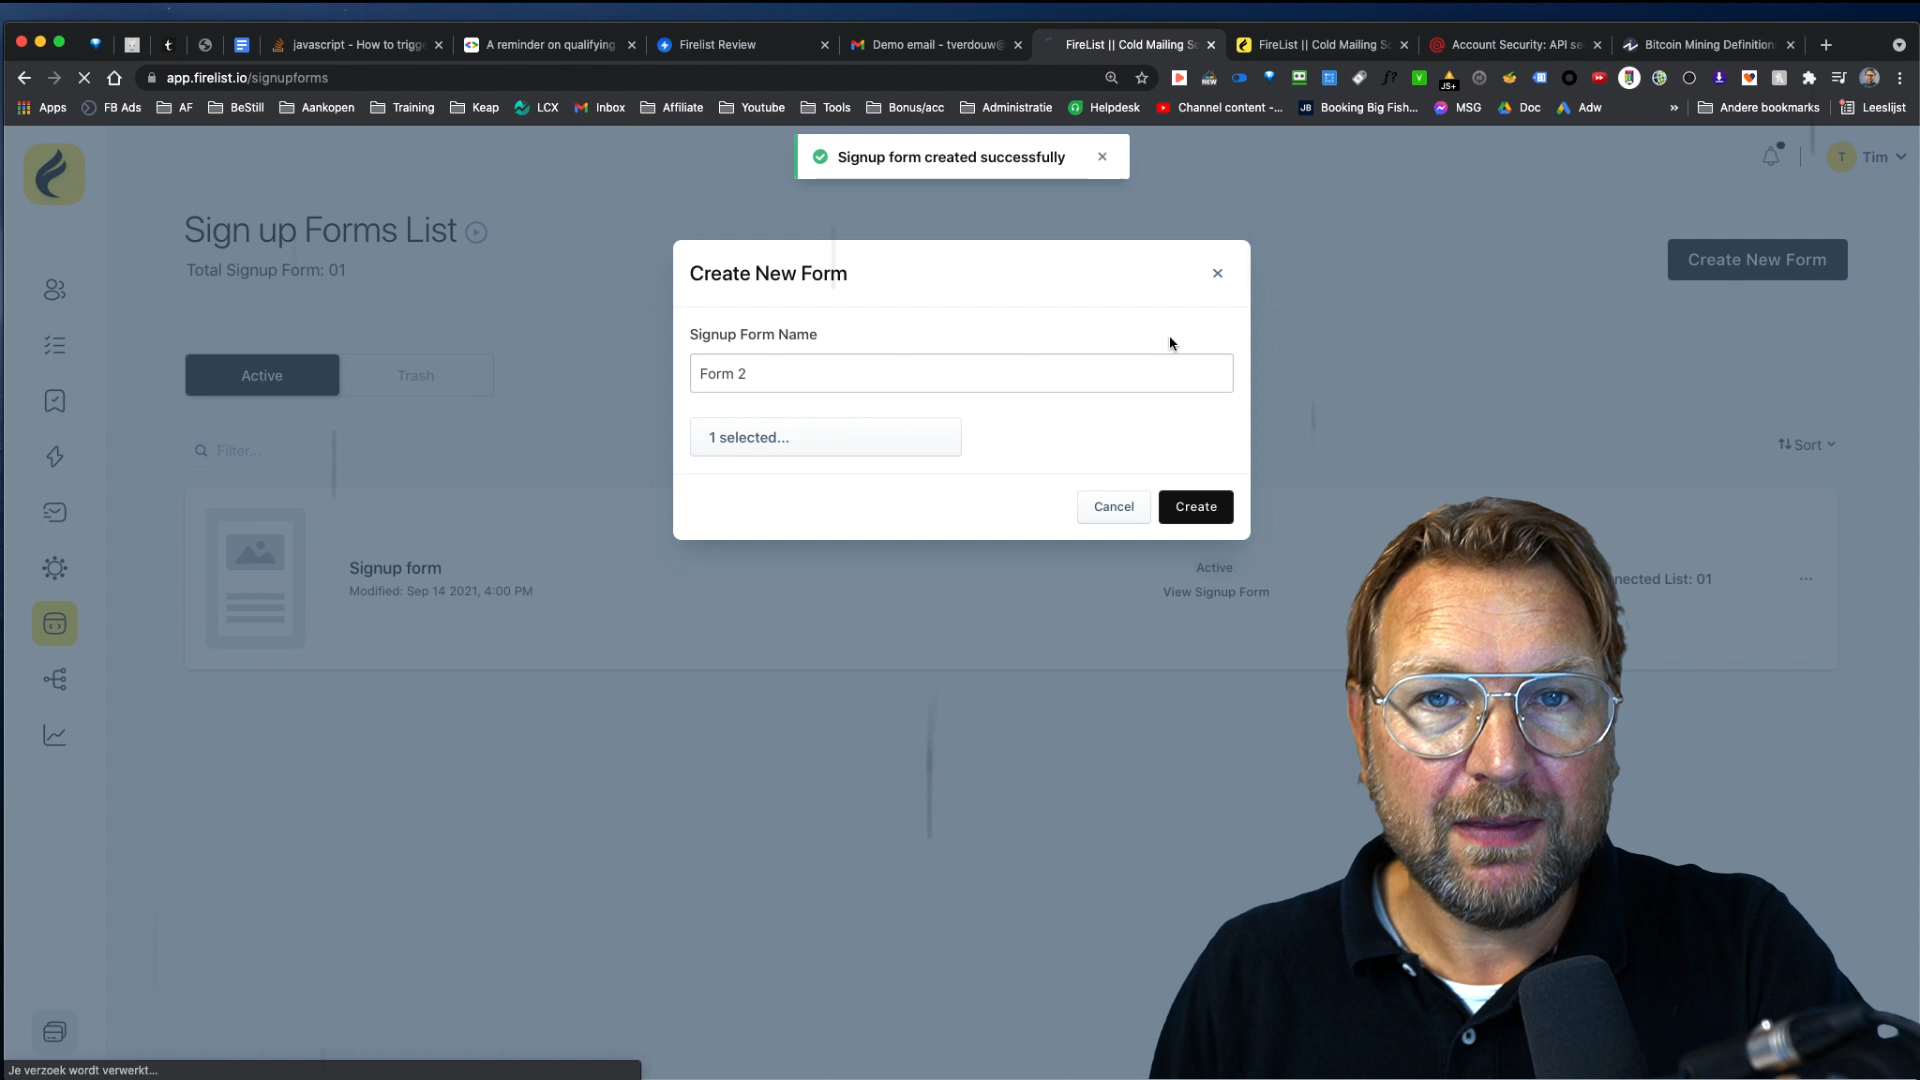 javascript - How to trigge
A reminder on qualifying
Firelist Review
Demo email - tverdouw@
FireList || Cold Mailing So
FireList || Cold Mailing So
Account Security: API se
Bitcoin Mining Definition
app.firelist.io/signupforms
Apps
FB Ads
AF
BeStill
Aankopen
Training
Keap
LCX
Inbox
Affiliate
Youtube
Tools
Bonus/acc
Administratie
Helpdesk
Channel content -...
Booking Big Fish...
MSG
Doc
Adw
Andere bookmarks
Leeslijst
Signup form created successfully
T
Tim
Sign up Forms List
Total Signup Form: 01
Create New Form
Create New Form
Signup Form Name
Form 2
1 selected...
Cancel
Create
Active
Trash
Filter...
Sort
Signup form
Modified: Sep 14 2021, 4:00 PM
Active
View Signup Form
nected List: 01
Je verzoek wordt verwerkt...